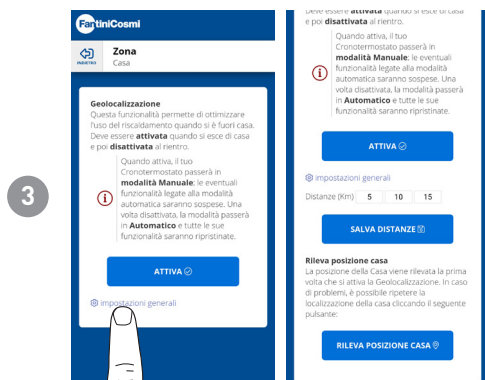 3
FantiniCosmi
INDIETRO
Zona
Casa
Geolocalizzazione
Questa funzionalità permette di ottimizzare
l'uso del riscaldamento quando si è fuori casa.
Deve essere attivata quando si esce di casa
e poi disattivata al rientro.
Quando attiva, il tuo
Cronotermostato passerà in
modalità Manuale; le eventuali
funzionalità legate alla modalità
automatica saranno sospese. Una
volta disattivata, la modalità passerà
in Automatico e tutte le sue
funzionalità saranno ripristinate.
ATTIVA
impostazioni generali
Deve essere attivata quando si esce di casa
e poi disattivata al rientro.
Quando attiva, il tuo
Cronotermostato passerà in
modalità Manuale; le eventuali
funzionalità legate alla modalità
automatica saranno sospese. Una
volta disattivata, la modalità passerà
in Automatico e tutte le sue
funzionalità saranno ripristinate.
ATTIVA
impostazioni generali
Distanze (Km) 5 10 15
SALVA DISTANZE
Rileva posizione casa
La posizione della Casa viene rilevata la prima
volta che si attiva la Geolocalizzazione. In caso
di problemi, è possibile ripetere la
localizzazione della casa cliccando il seguente
pulsante:
RILEVA POSIZIONE CASA